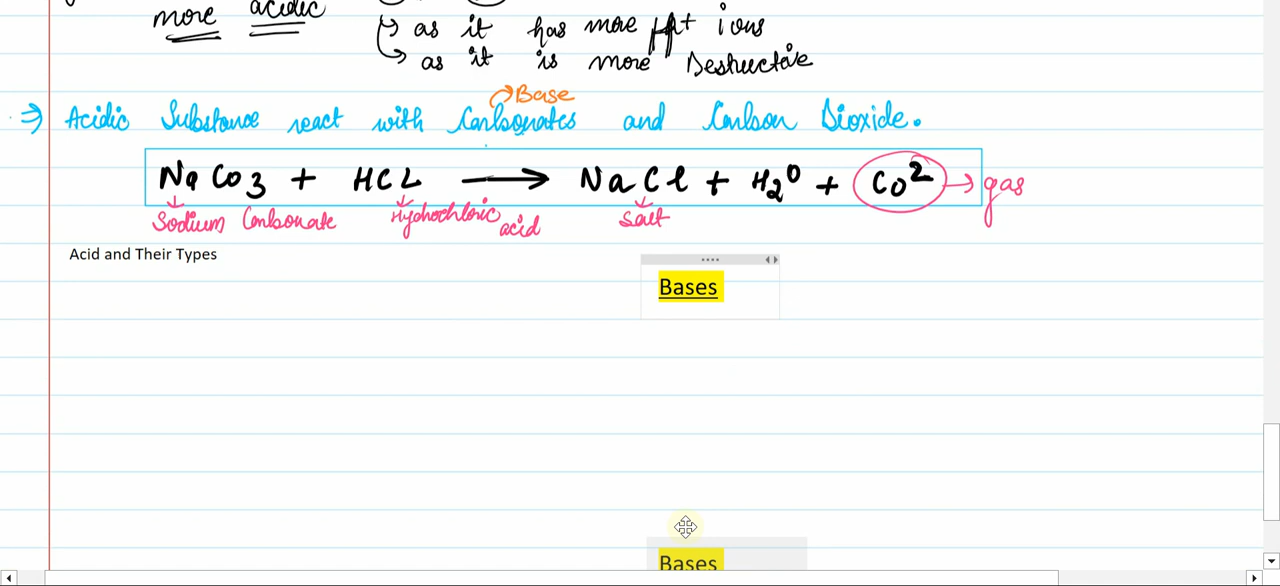 more acidic
↳ as it has more H+ ions
↳ as it is more Destructive
Base
⇒ Acidic Substance react with Carbonates and Carbon Dioxide.
NaCo3 + HCL → NaCl + H2O + Co2 → gas
Sodium Carbonate Hydrochloric acid Salt
Acid and Their Types
Bases
Bases